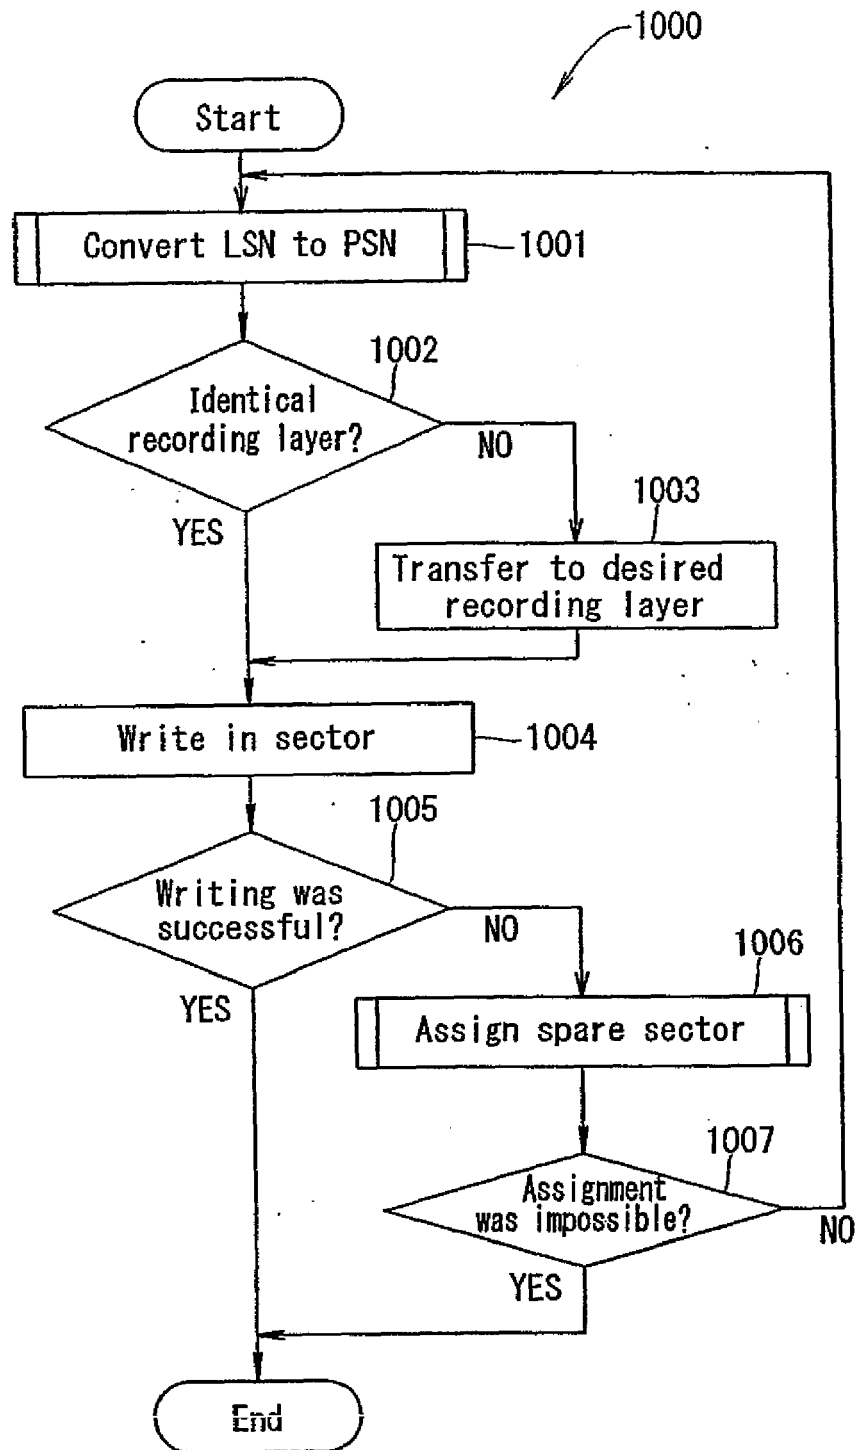 1000
Start
Convert LSN to PSN
1001
1002
Identical
recording layer?
NO
YES
1003
Transfer to desired
recording layer
Write in sector
1004
1005
Writing was
successful?
NO
YES
1006
Assign spare sector
1007
Assignment
was impossible?
NO
YES
End